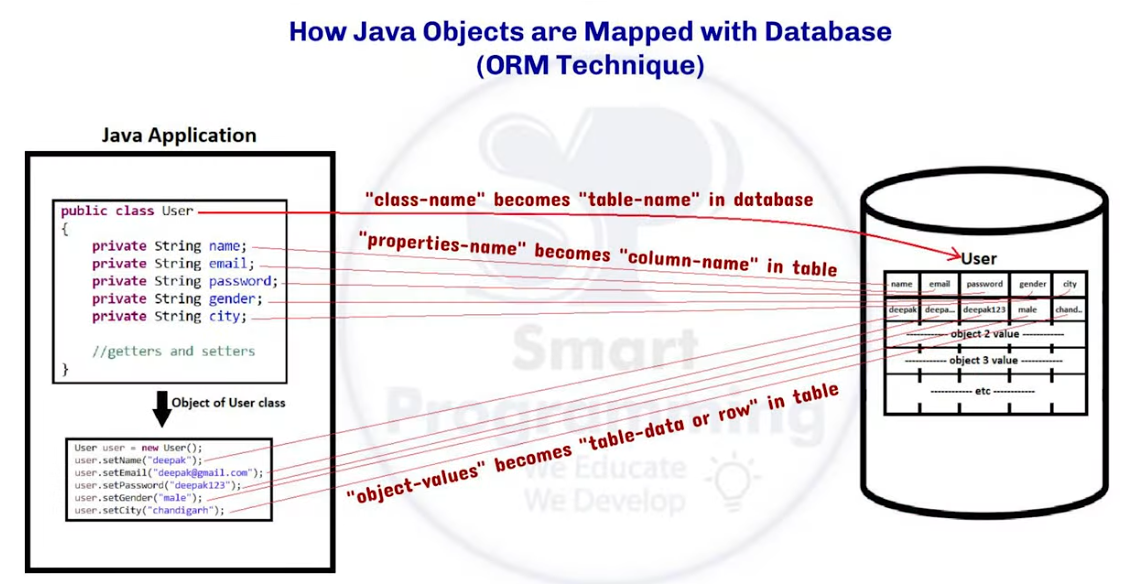 How Java Objects are Mapped with Database
(ORM Technique)
Java Application
public class User
{
private String name;
private String email;
private String password;
private String gender;
private String city;
//getters and setters
}
Object of User class
User user = new User();
user.setName("deepak");
user.setEmail("deepak@gmail.com");
user.setPassword("deepak123");
user.setGender("male");
user.setCity("chandigarh");
"class-name" becomes "table-name" in database
"properties-name" becomes "column-name" in table
"object-values" becomes "table-data or row" in table
User
name email password gender city
deepak deepa... deepak123 male chand..
----------- object 2 value -----------
----------- object 3 value -----------
----------- etc -----------
SP
Smart
Programming
We Educate
We Develop